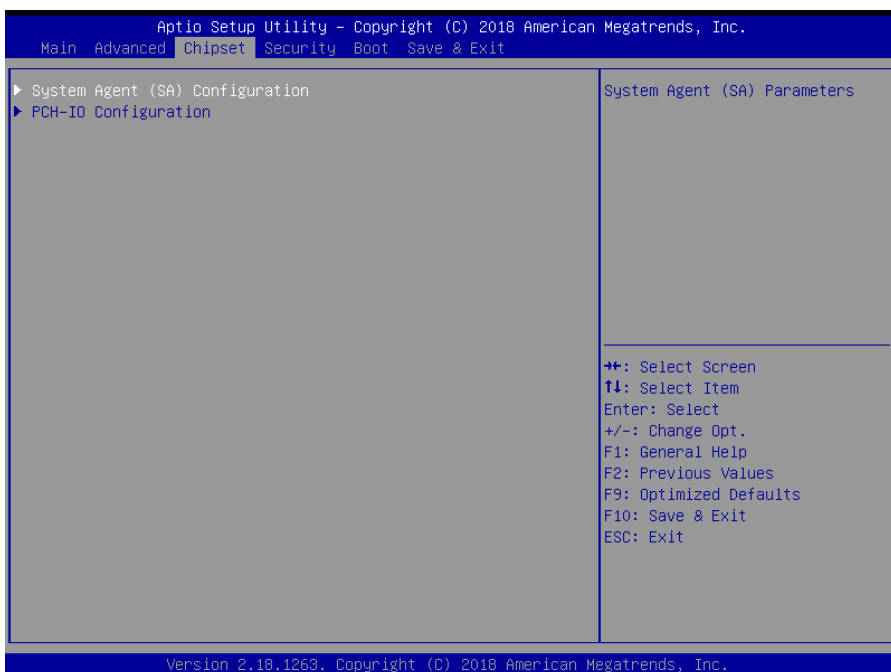 Aptio Setup Utility – Copyright (C) 2018 American Megatrends, Inc.
Main Advanced Chipset Security Boot Save & Exit
System Agent (SA) Configuration
PCH-IO Configuration
System Agent (SA) Parameters
→←: Select Screen
↑↓: Select Item
Enter: Select
+/-: Change Opt.
F1: General Help
F2: Previous Values
F9: Optimized Defaults
F10: Save & Exit
ESC: Exit
Version 2.18.1263. Copyright (C) 2018 American Megatrends, Inc.